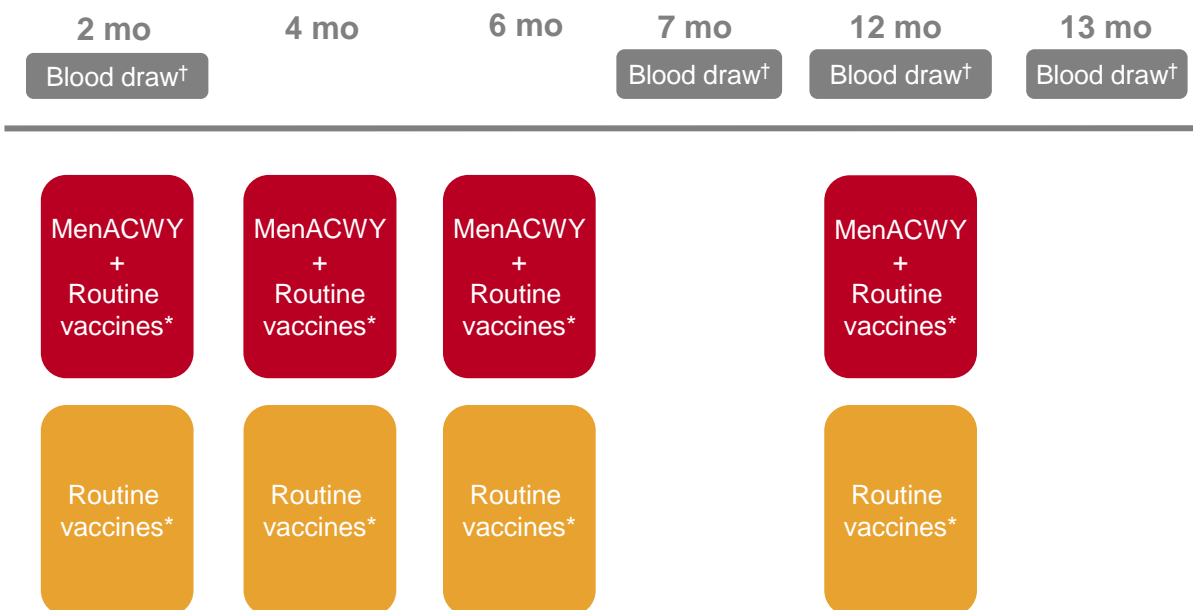 2 mo
4 mo
6 mo
7 mo
12 mo
13 mo
Blood draw†
Blood draw†
Blood draw†
Blood draw†
MenACWY
+
Routine
vaccines*
MenACWY
+
Routine
vaccines*
MenACWY
+
Routine
vaccines*
MenACWY
+
Routine
vaccines*
Routine
vaccines*
Routine
vaccines*
Routine
vaccines*
Routine
vaccines*